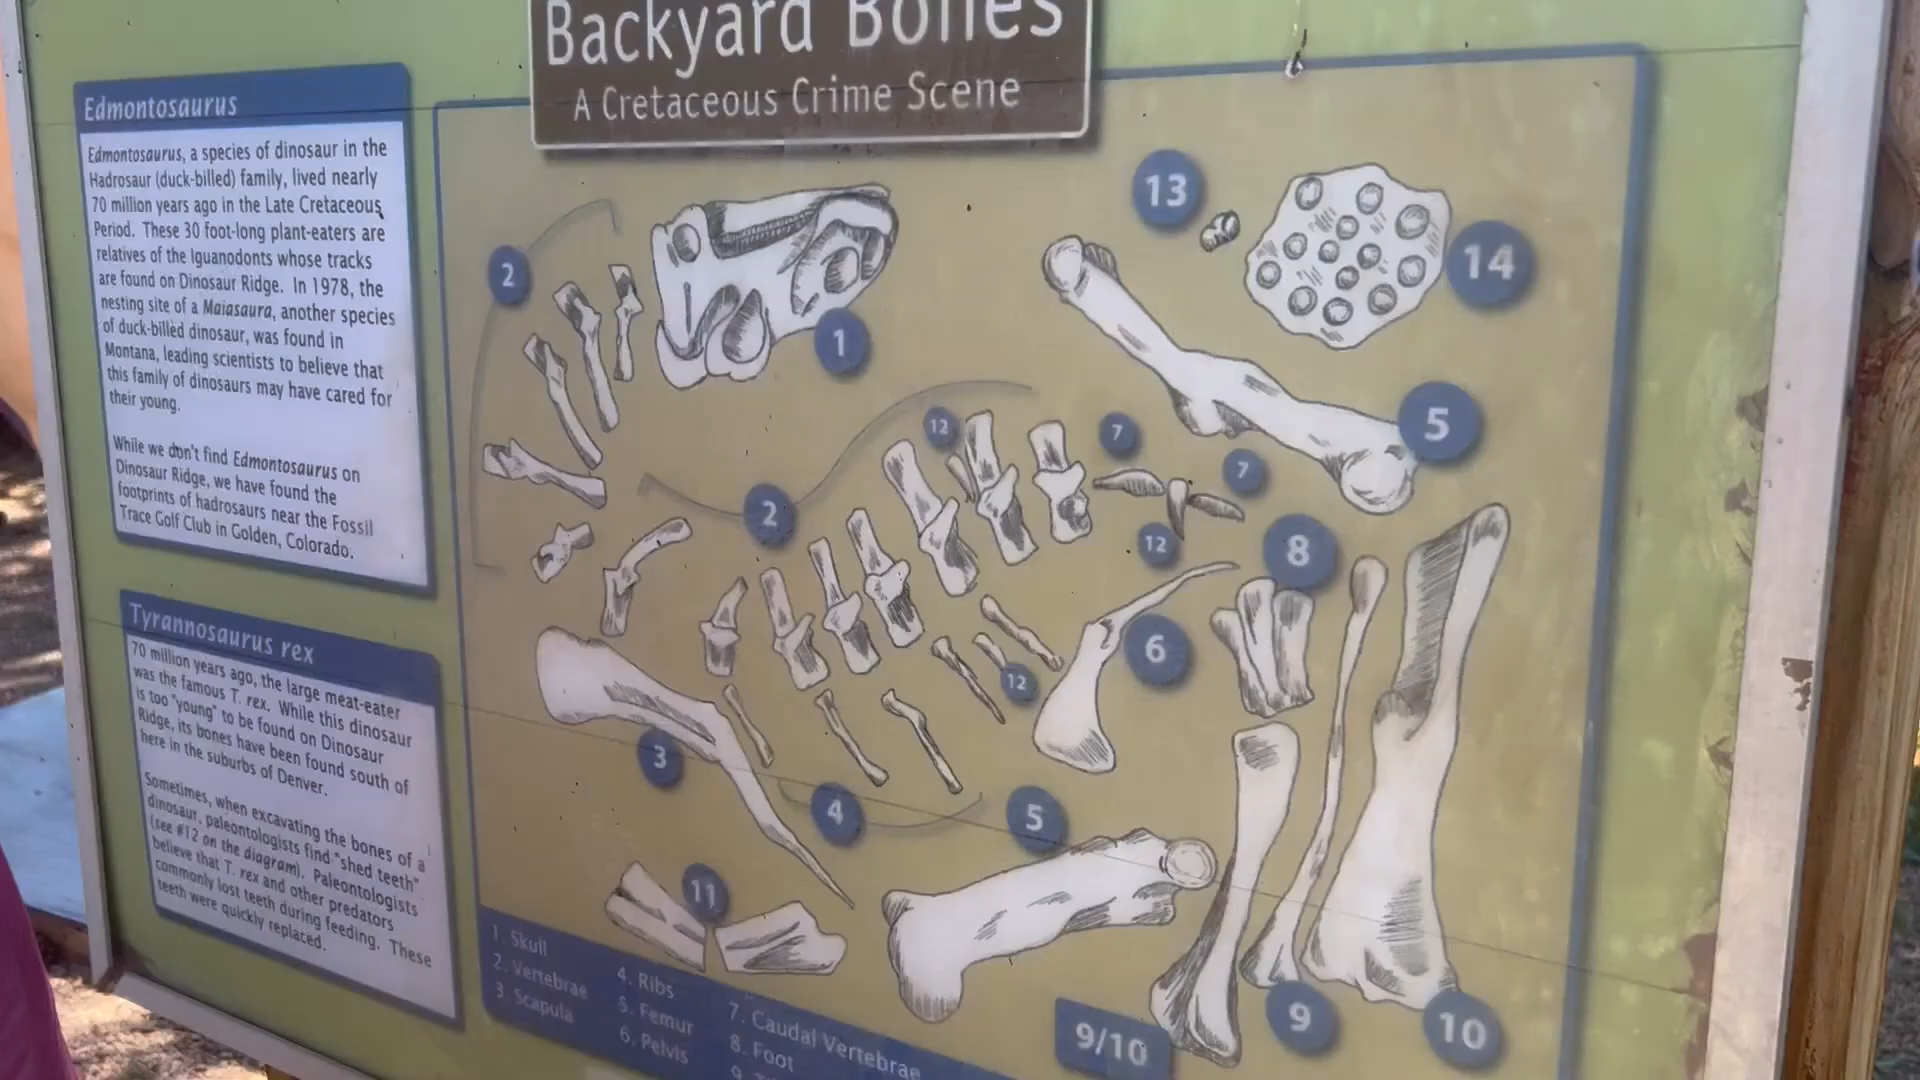 Backyard Bones
A Cretaceous Crime Scene
Edmontosaurus
Edmontosaurus, a species of dinosaur in the
Hadrosaur (duck-billed) family, lived nearly
70 million years ago in the Late Cretaceous
Period. These 30 foot-long plant-eaters are
relatives of the Iguanodonts whose tracks
are found on Dinosaur Ridge. In 1978, the
nesting site of a Maiasaura, another species
of duck-billed dinosaur, was found in
Montana, leading scientists to believe that
this family of dinosaurs may have cared for
their young.
While we don't find Edmontosaurus on
Dinosaur Ridge, we have found the
footprints of hadrosaurs near the Fossil
Trace Golf Club in Golden, Colorado.
Tyrannosaurus rex
70 million years ago, the large meat-eater
was the famous T. rex. While this dinosaur
is too "young" to be found on Dinosaur
Ridge, its bones have been found south of
here in the suburbs of Denver.
Sometimes, when excavating the bones of a
dinosaur, paleontologists find "shed teeth"
(see #12 on the diagram). Paleontologists
believe that T. rex and other predators
commonly lost teeth during feeding. These
teeth were quickly replaced.
13
14
2
1
5
12
7
7
2
12
8
6
12
3
4
5
11
9/10
9
10
1. Skull
2. Vertebrae
3. Scapula
4. Ribs
5. Femur
6. Pelvis
7. Caudal Vertebrae
8. Foot
9.